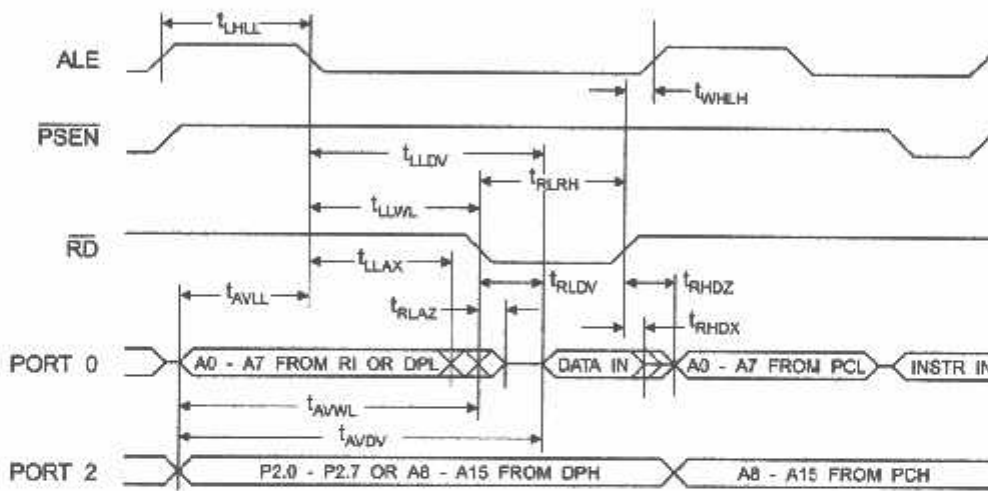 tLHLL
ALE
tWHLH
PSEN
tLLDV
tRLRH
tLLWL
RD
tLLAX
tRLDV
tRHDZ
tAVLL
tRLAZ
tRHDX
PORT 0
A0 - A7 FROM RI OR DPL
DATA IN
A0 - A7 FROM PCL
INSTR IN
tAVWL
tAVDV
PORT 2
P2.0 - P2.7 OR A8 - A15 FROM DPH
A8 - A15 FROM PCH